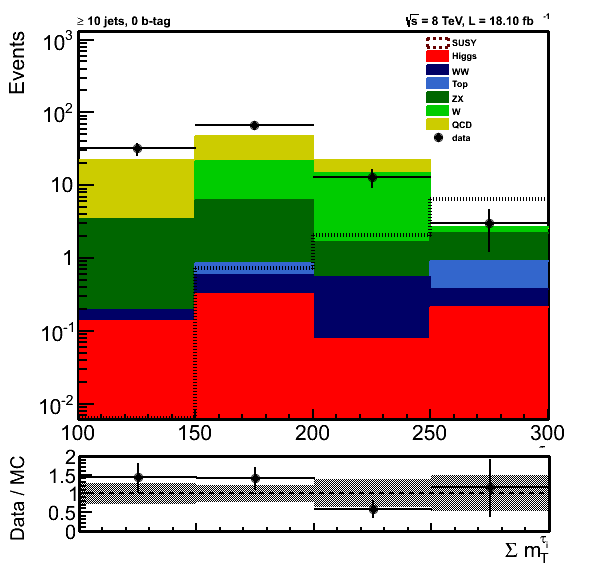 ≥ 10 jets, 0 b-tag
√s = 8 TeV, L = 18.10 fb⁻¹
Events
10³
10²
10
1
10⁻¹
10⁻²
SUSY
Higgs
WW
Top
ZX
W
QCD
data
100 150 200 250 300
Data / MC
2
1.5
1
0.5
0
Σ m_T^{τ_i}